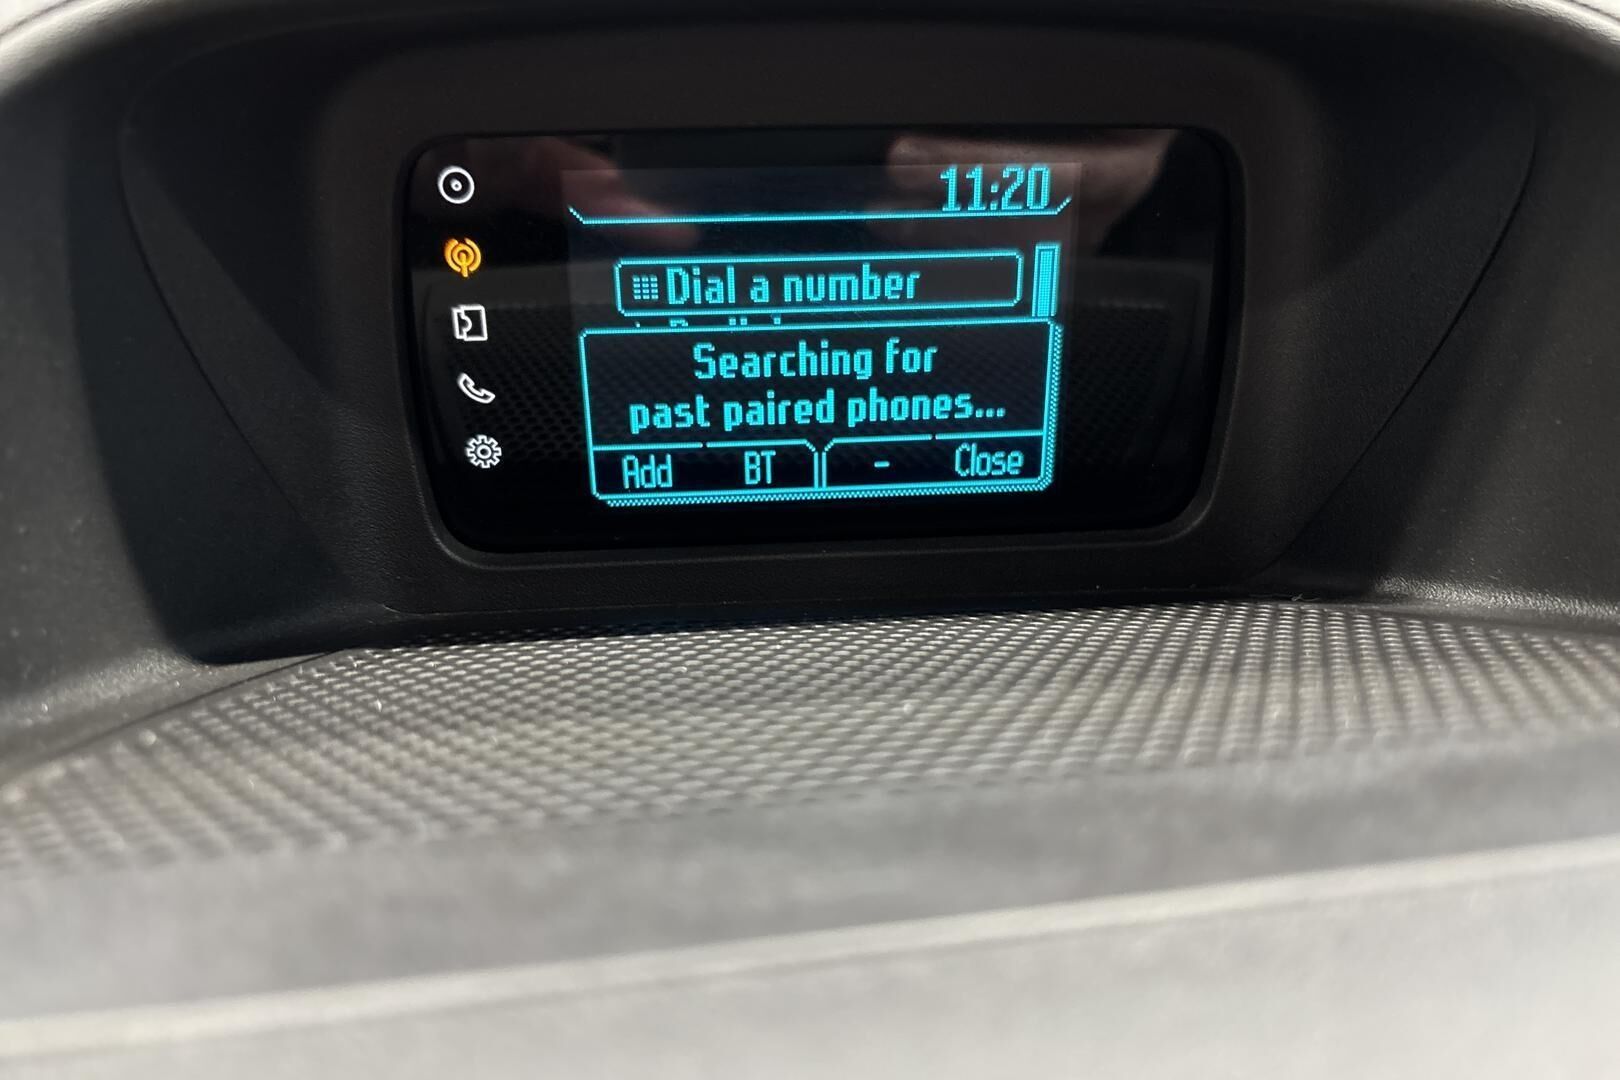 11:20
Dial a number
Searching for
past paired phones...
Add BT - Close